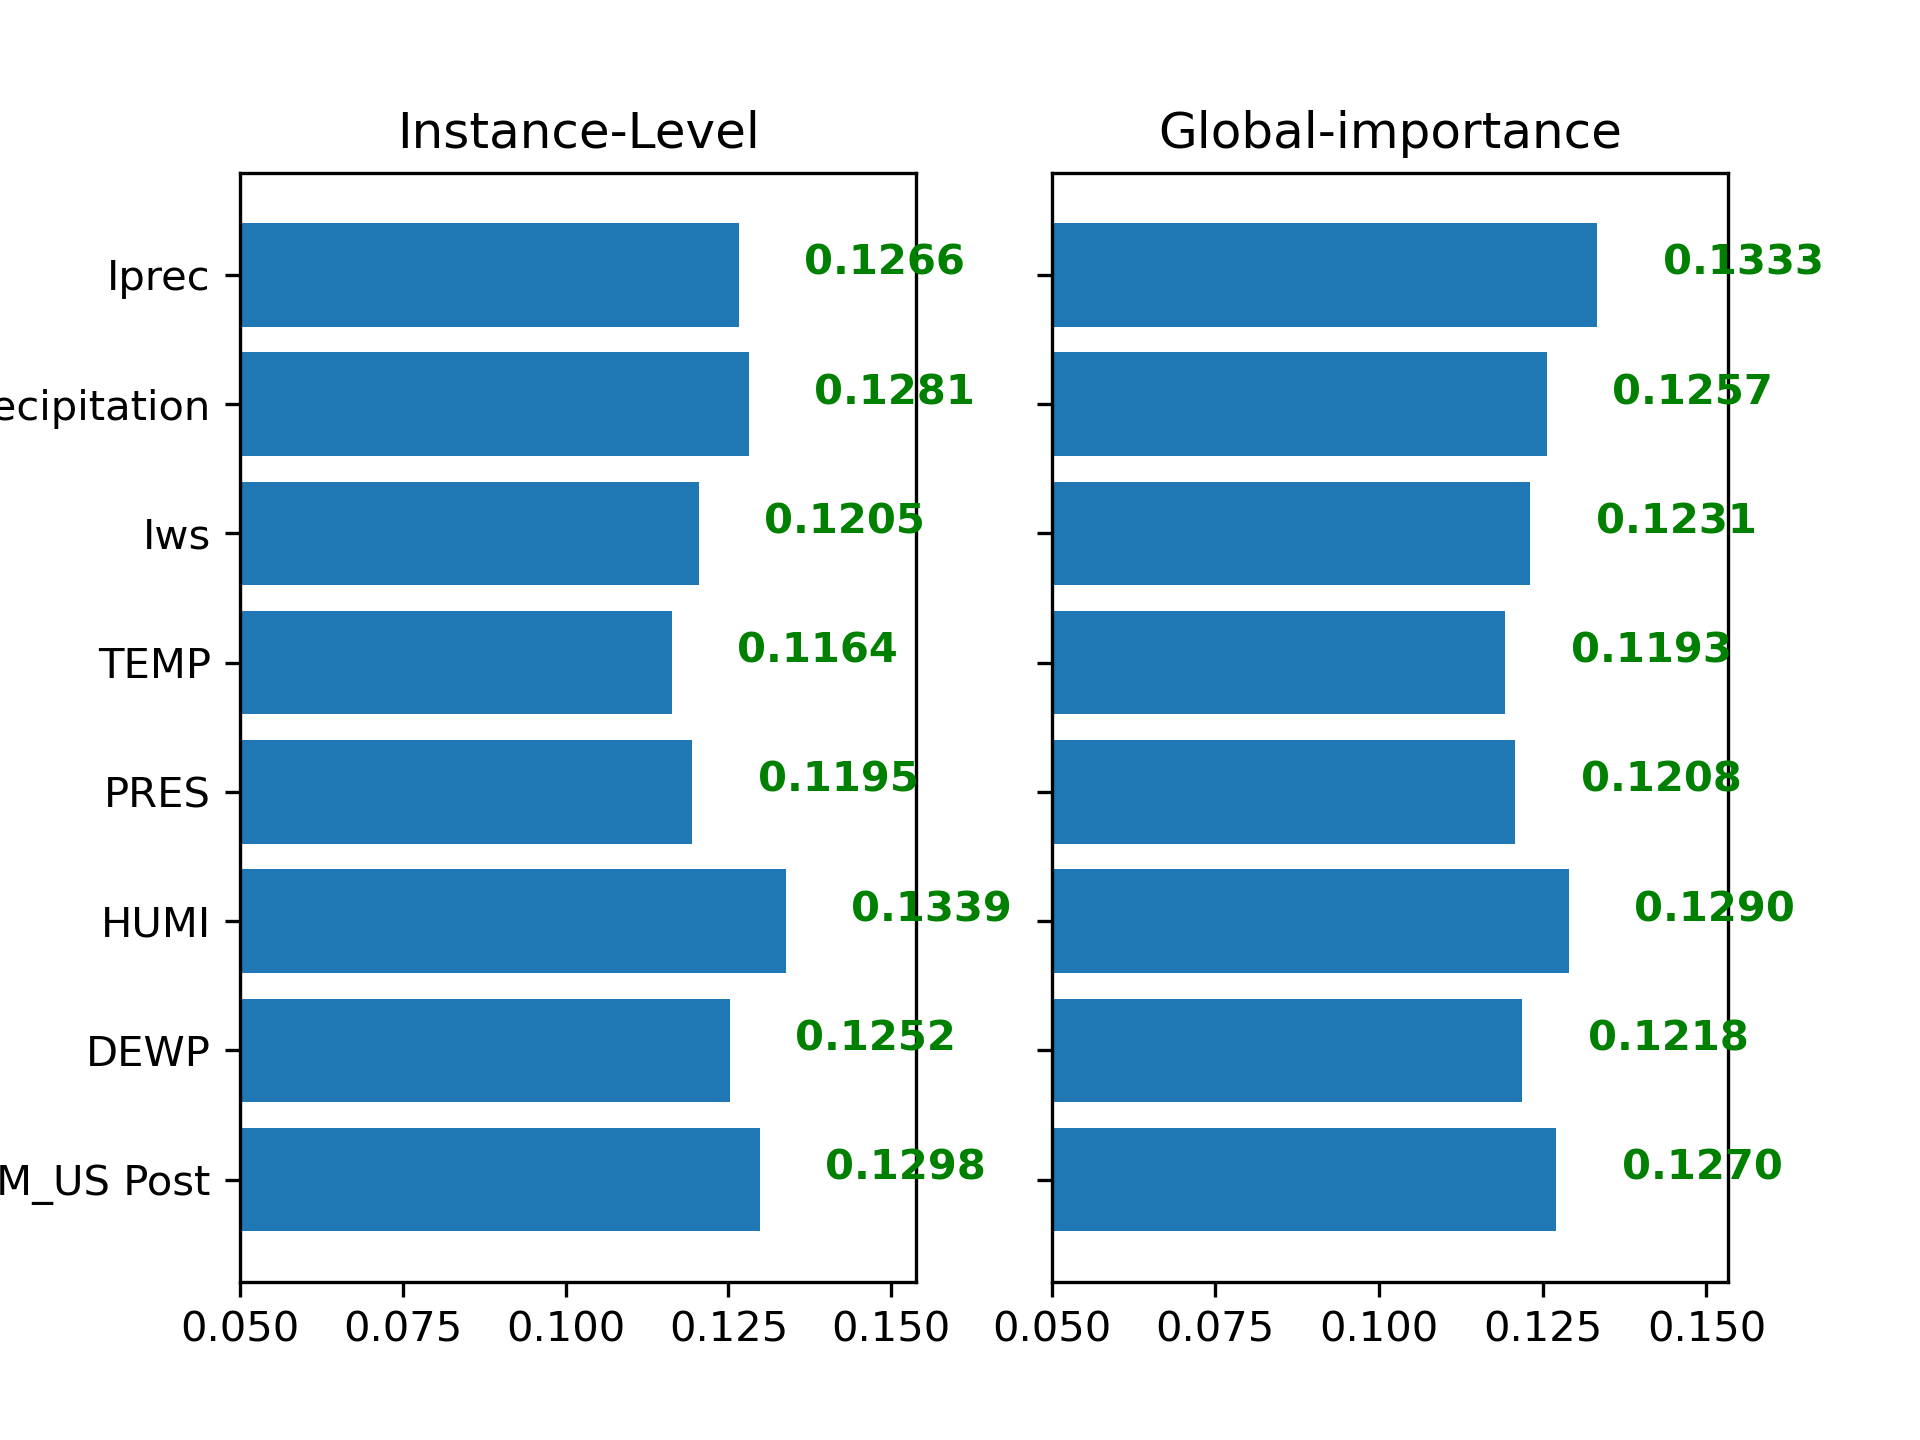 Instance-Level Global-importance
Iprec 0.1266 0.1333
ecipitation 0.1281 0.1257
Iws 0.1205 0.1231
TEMP 0.1164 0.1193
PRES 0.1195 0.1208
HUMI 0.1339 0.1290
DEWP 0.1252 0.1218
M_US Post 0.1298 0.1270
0.050 0.075 0.100 0.125 0.150 0.050 0.075 0.100 0.125 0.150